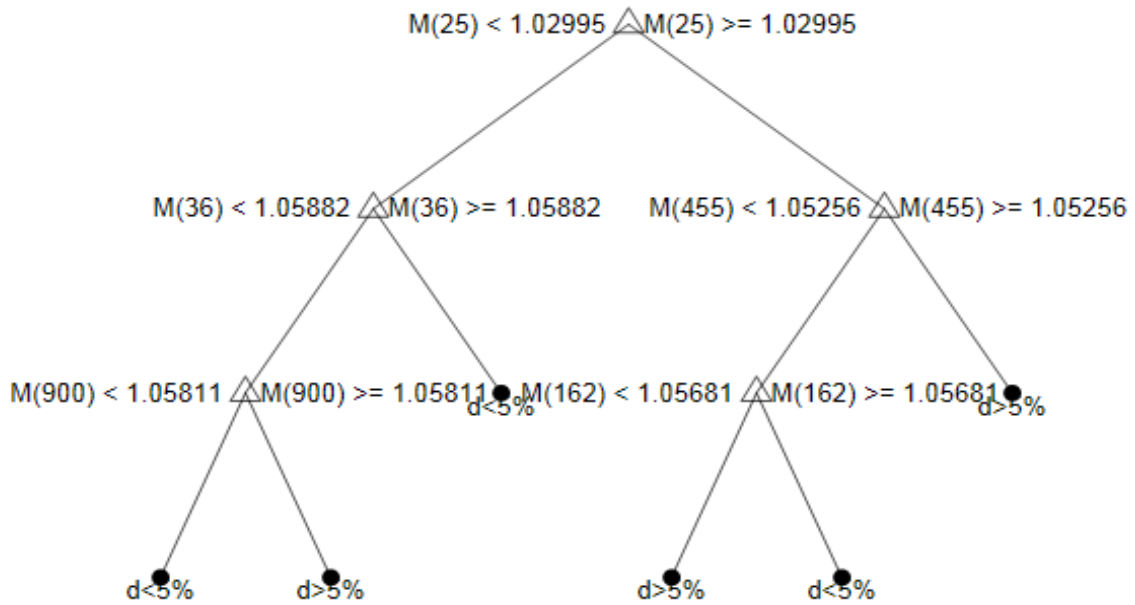 M(25) < 1.02995 M(25) >= 1.02995
M(36) < 1.05882 M(36) >= 1.05882 M(455) < 1.05256 M(455) >= 1.05256
M(900) < 1.05811 M(900) >= 1.05811 d<5% M(162) < 1.05681 M(162) >= 1.05681 d>5%
d<5% d>5% d>5% d<5%